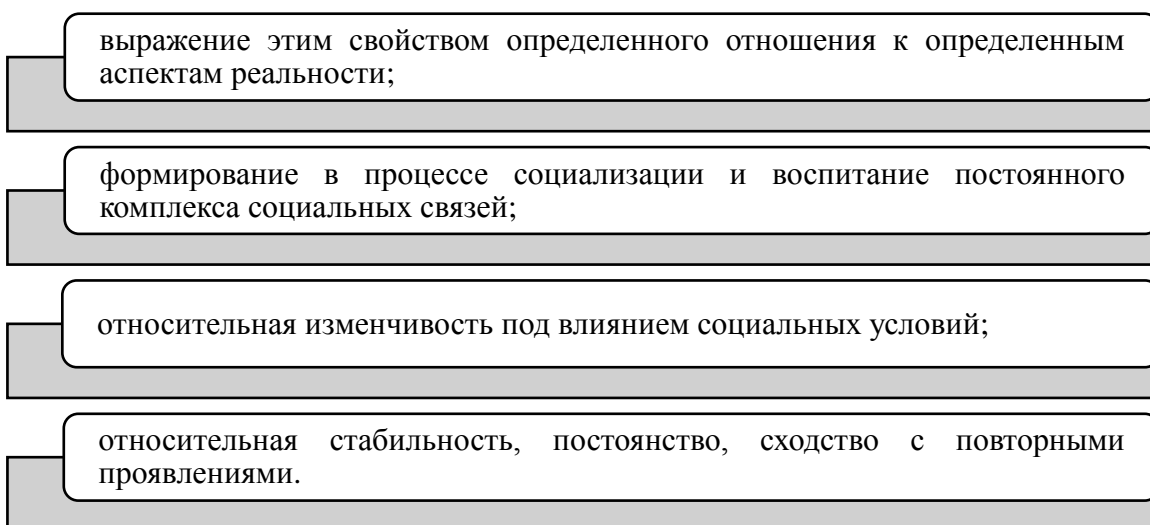 выражение этим свойством определенного отношения к определенным
аспектам реальности;
формирование в процессе социализации и воспитание постоянного
комплекса социальных связей;
относительная изменчивость под влиянием социальных условий;
относительная стабильность, постоянство, сходство с повторными
проявлениями.